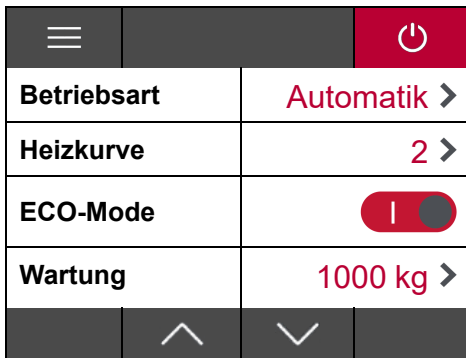 Betriebsart Automatik
Heizkurve 2
ECO-Mode
Wartung 1000 kg